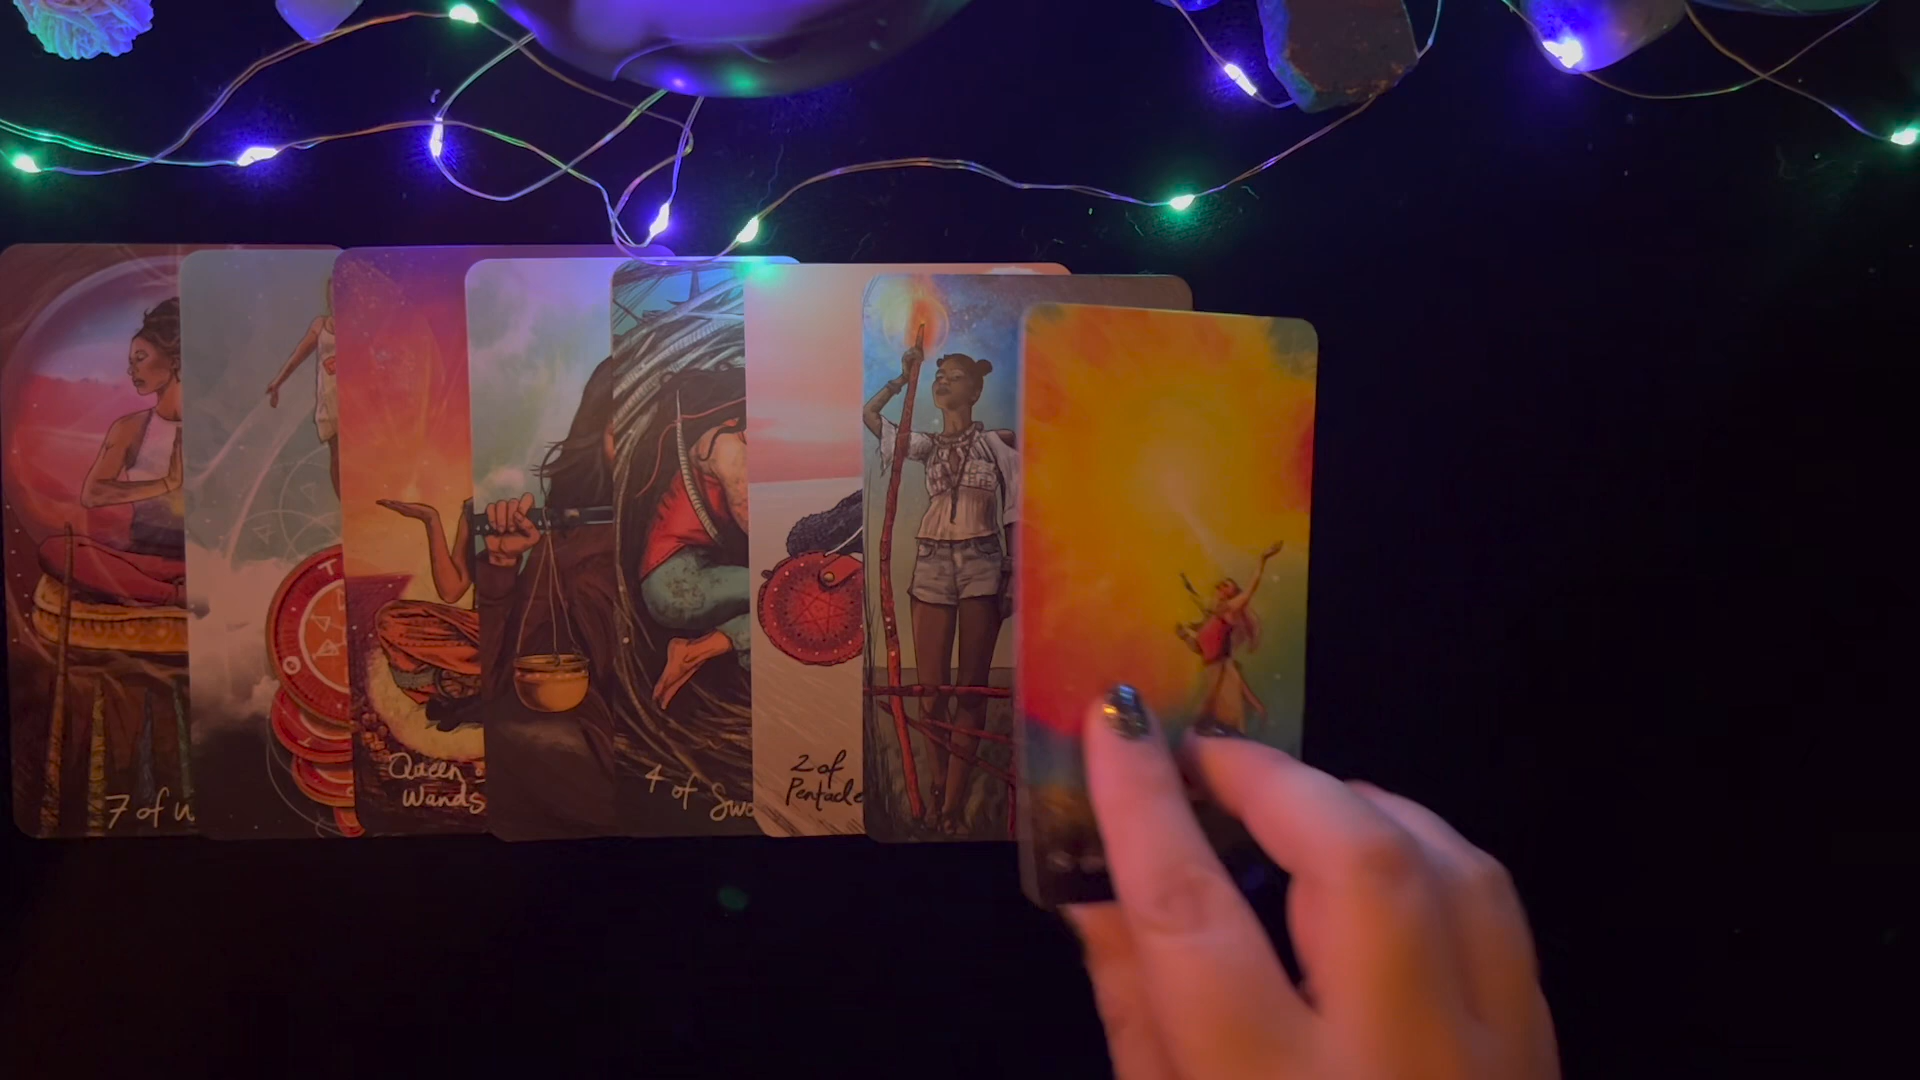 7 of W
Queen
Wands
4 of Swo
2 of
Pentacle